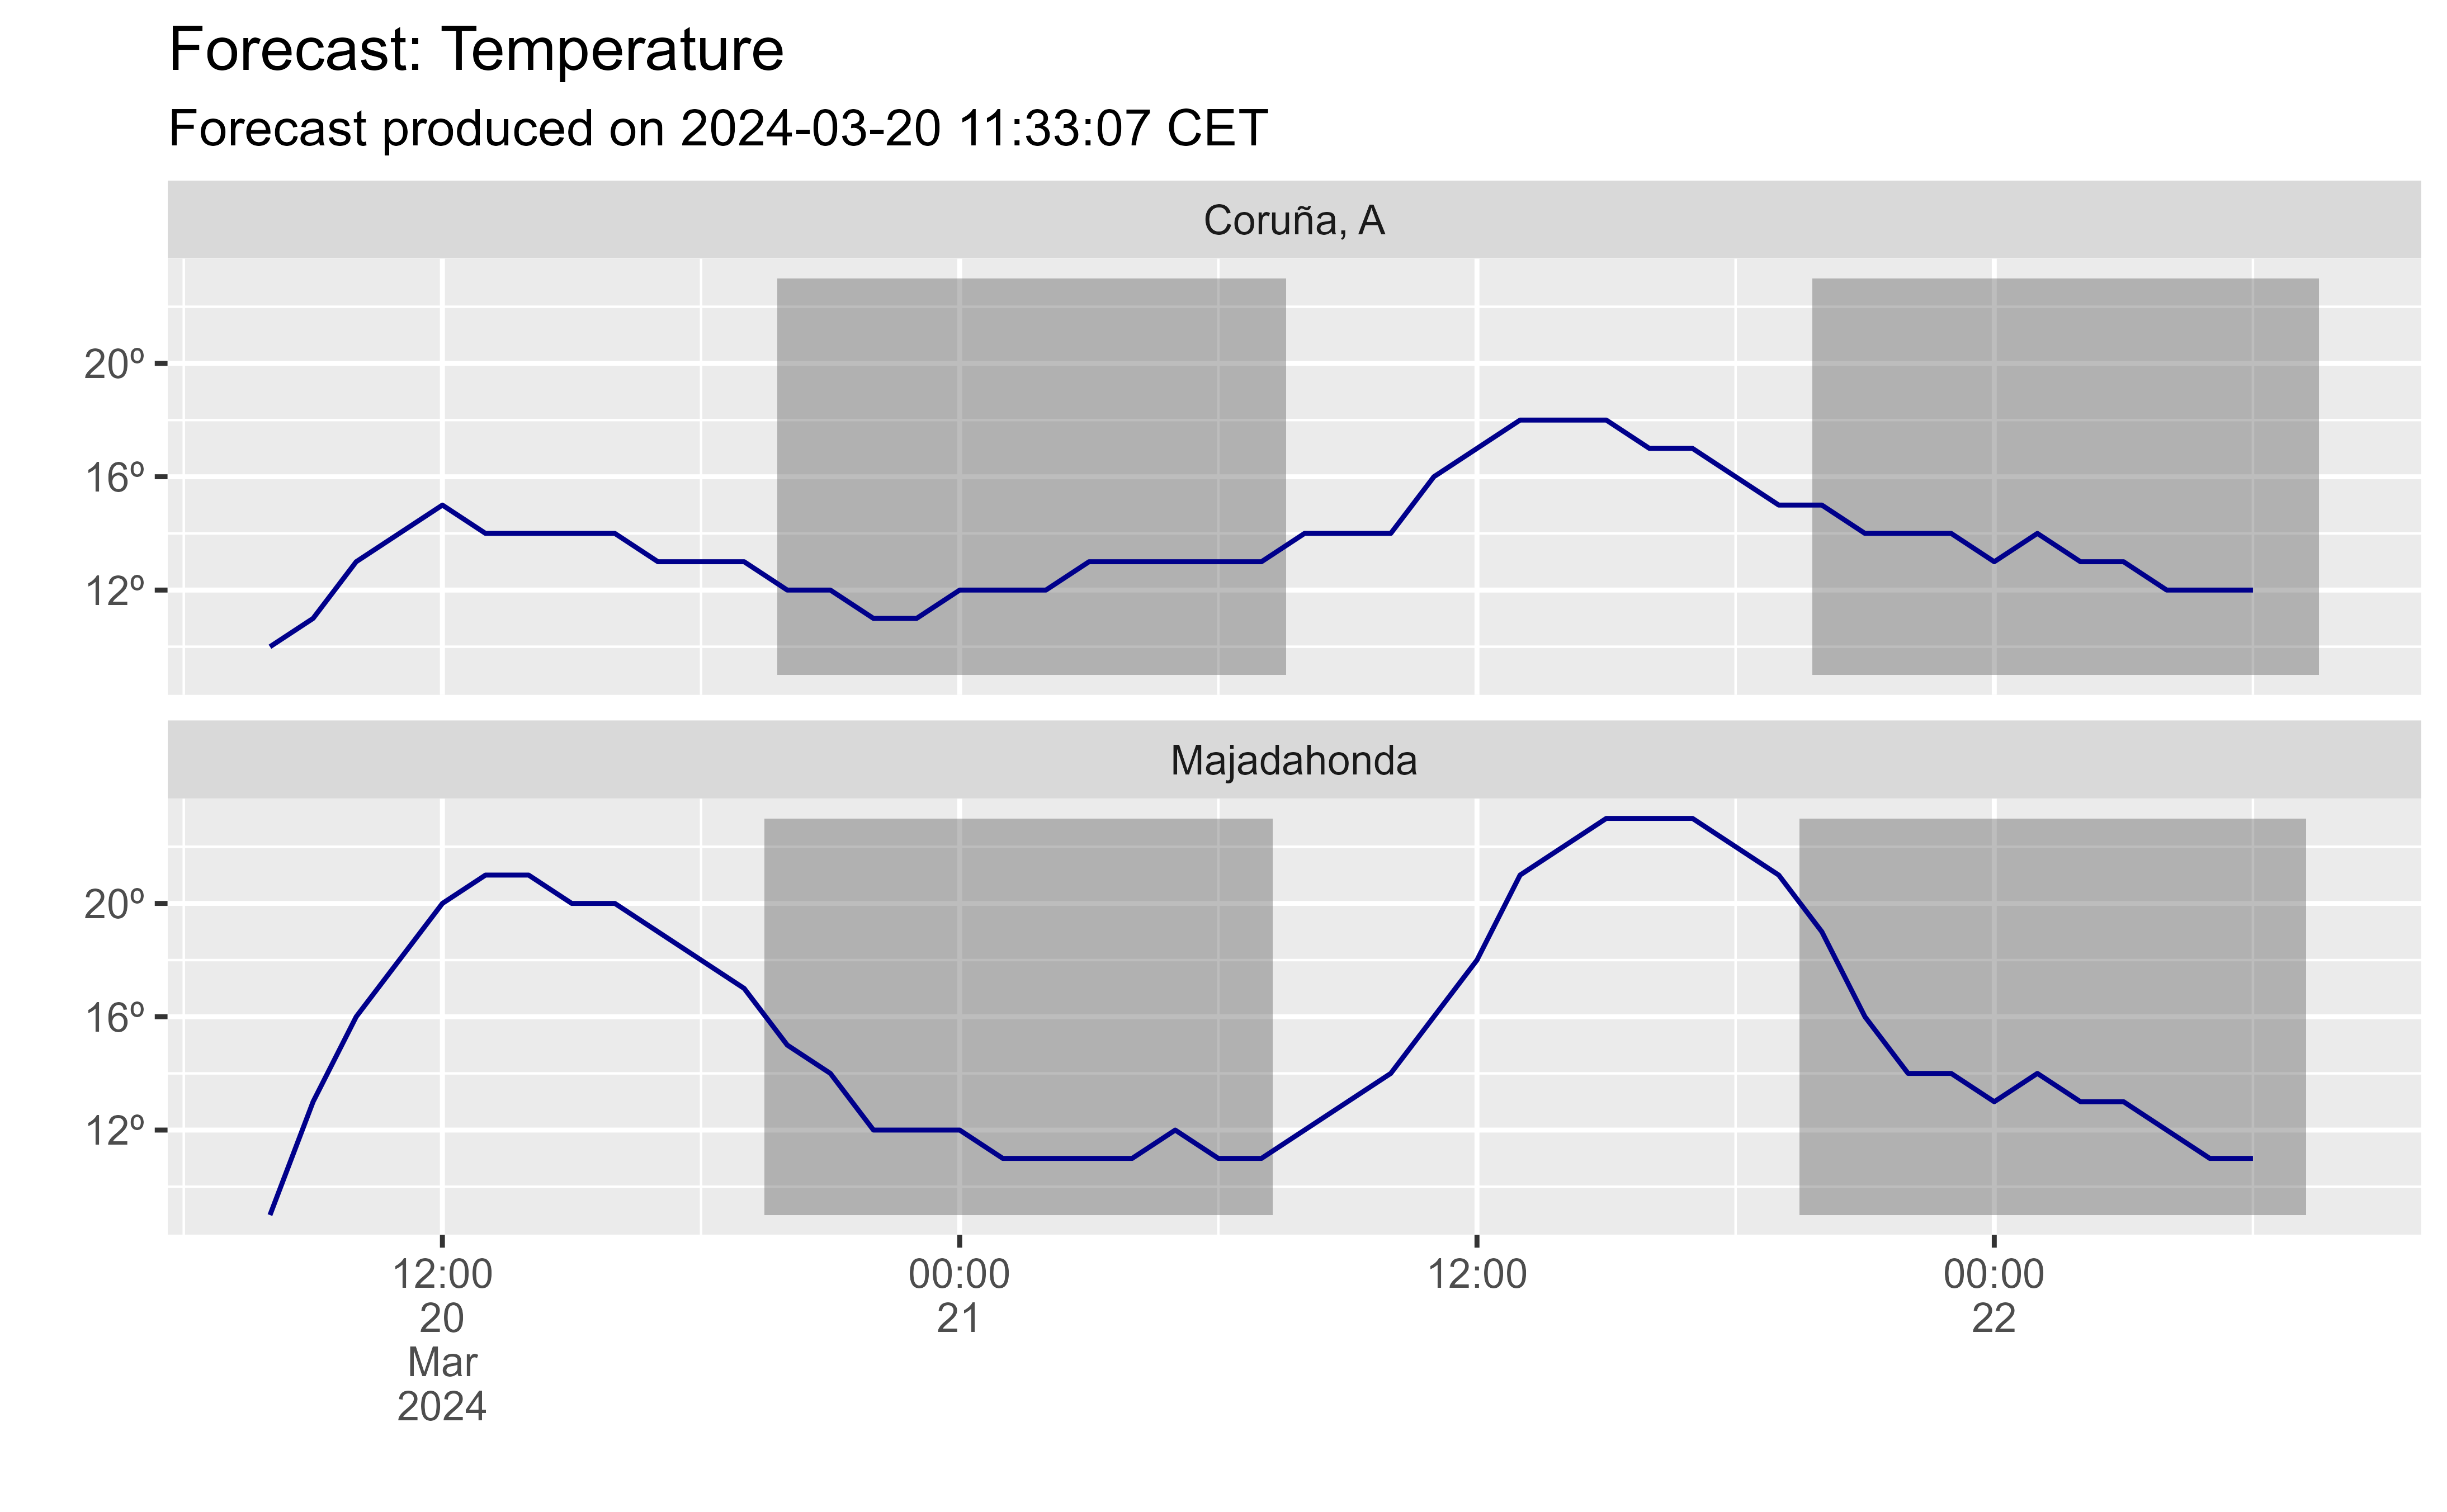 Forecast: Temperature
Forecast produced on 2024-03-20 11:33:07 CET
Coruña, A
20º
16º
12º
Majadahonda
20º
16º
12º
12:00 00:00 12:00 00:00
20 21 22
Mar
2024